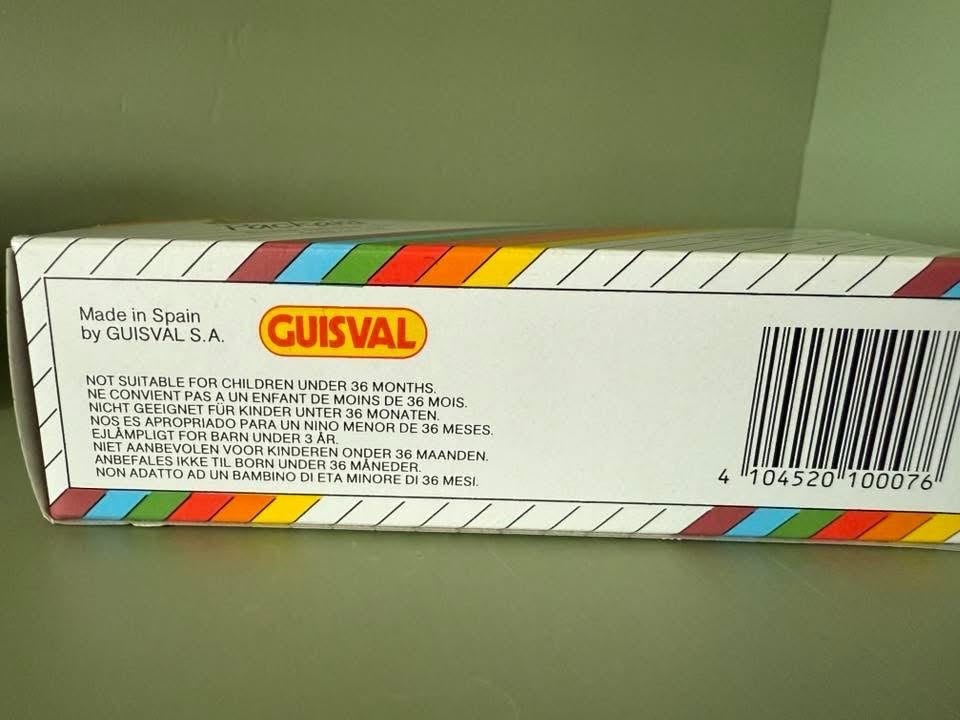 Made in Spain
by GUISVAL S.A.
GUISVAL
NOT SUITABLE FOR CHILDREN UNDER 36 MONTHS.
NE CONVIENT PAS A UN ENFANT DE MOINS DE 36 MOIS.
NICHT GEEIGNET FÜR KINDER UNTER 36 MONATEN.
NOS ES APROPRIADO PARA UN NINO MENOR DE 36 MESES.
EJLÅMPLIGT FOR BARN UNDER 3 ÅR.
NIET AANBEVOLEN VOOR KINDEREN ONDER 36 MAANDEN.
ANBEFALES IKKE TIL BORN UNDER 36 MÅNEDER.
NON ADATTO AD UN BAMBINO DI ETA MINORE DI 36 MESI.
4 104520 100076